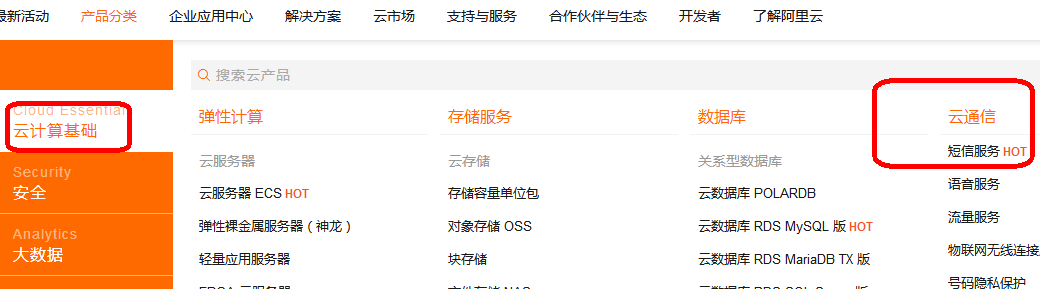 最新活动 产品分类 企业应用中心 解决方案 云市场 支持与服务 合作伙伴与生态 开发者 了解阿里云
搜索云产品
Cloud Essential
云计算基础
Security
安全
Analytics
大数据
弹性计算
云服务器
云服务器 ECS HOT
弹性裸金属服务器（神龙）
轻量应用服务器
存储服务
云存储
存储容量单位包
对象存储 OSS
块存储
文件存储 NAS
数据库
关系型数据库
云数据库 POLARDB
云数据库 RDS MySQL 版 HOT
云数据库 RDS MariaDB TX 版
云通信
短信服务 HOT
语音服务
流量服务
物联网无线连接
号码隐私保护